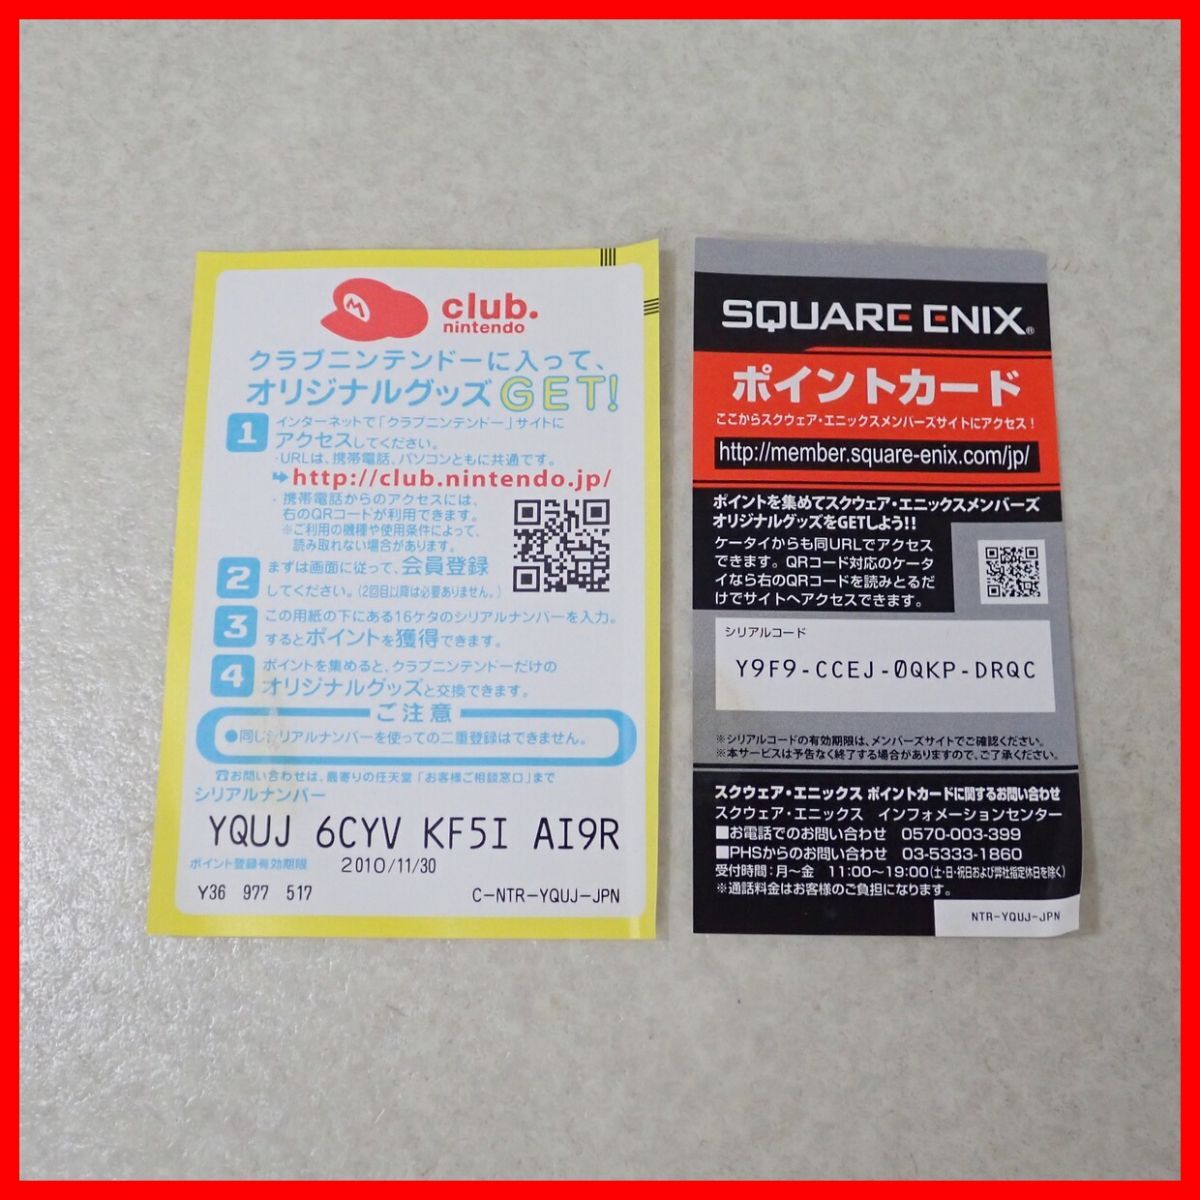 M
club.
nintendo
クラブニンテンドーに入って、
オリジナルグッズGET!
1 インターネットで「クラブニンテンドー」サイトに
アクセスしてください。
・URLは、携帯電話、パソコンともに共通です。
➡http://club.nintendo.jp/
・携帯電話からのアクセスには、
右のQRコードが利用できます。
※ご利用の機種や使用条件によって、
読み取れない場合があります。
2 まずは画面に従って、会員登録
してください。(2回目以降は必要ありません。)
3 この用紙の下にある16ケタのシリアルナンバーを入力。
するとポイントを獲得できます。
4 ポイントを集めると、クラブニンテンドーだけの
オリジナルグッズと交換できます。
ご注意
●同じシリアルナンバーを使っての二重登録はできません。
☎お問い合わせは、最寄りの任天堂「お客様ご相談窓口」まで
シリアルナンバー
YQUJ 6CYV KF5I AI9R
ポイント登録有効期限 2010/11/30
Y36 977 517
C-NTR-YQUJ-JPN
SQUARE ENIX®
ポイントカード
ここからスクウェア・エニックスメンバーズサイトにアクセス!
http://member.square-enix.com/jp/
ポイントを集めてスクウェア・エニックスメンバーズ
オリジナルグッズをGETしよう!!
ケータイからも同URLでアクセス
できます。QRコード対応のケータ
イなら右のQRコードを読みとるだ
けでサイトへアクセスできます。
シリアルコード
Y9F9-CCEJ-0QKP-DRQC
※シリアルコードの有効期限は、メンバーズサイトでご確認ください。
※本サービスは予告なく終了する場合がありますので、ご了承ください。
スクウェア・エニックス ポイントカードに関するお問い合わせ
スクウェア・エニックス インフォメーションセンター
■お電話でのお問い合わせ 0570-003-399
■PHSからのお問い合わせ 03-5333-1860
受付時間:月〜金 11:00〜19:00(土・日・祝日および弊社指定休日を除く)
※通話料金はお客様のご負担になります。
NTR-YQUJ-JPN